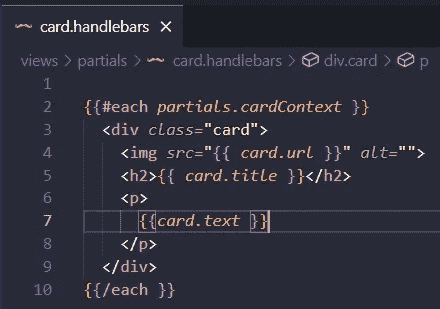 card.handlebars ×
views > partials > card.handlebars > div.card > p
1
2 {{#each partials.cardContext }}
3 <div class="card">
4 <img src="{{ card.url }}" alt="">
5 <h2>{{ card.title }}</h2>
6 <p>
7 {{card.text }}
8 </p>
9 </div>
10 {{/each }}